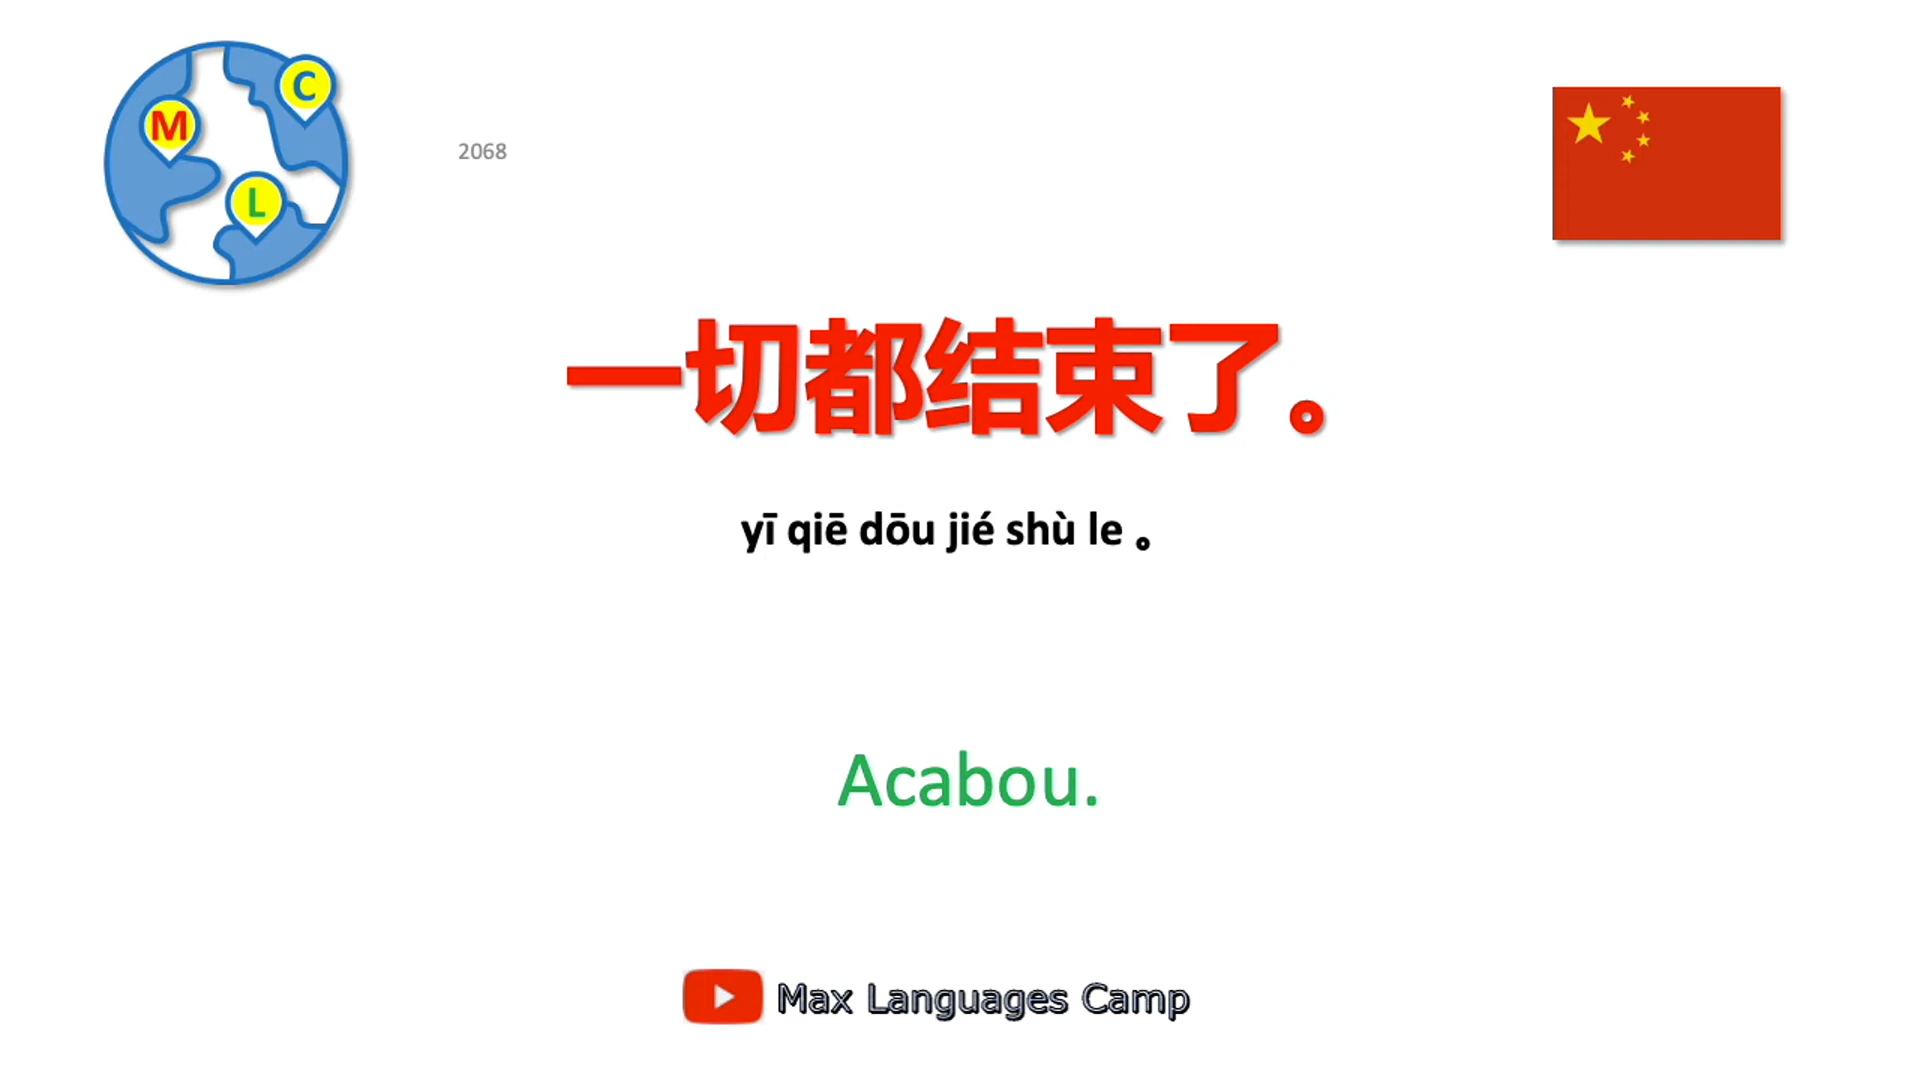 M
C
L
2068
一切都结束了。
yī qiē dōu jié shù le 。
Acabou.
Max Languages Camp